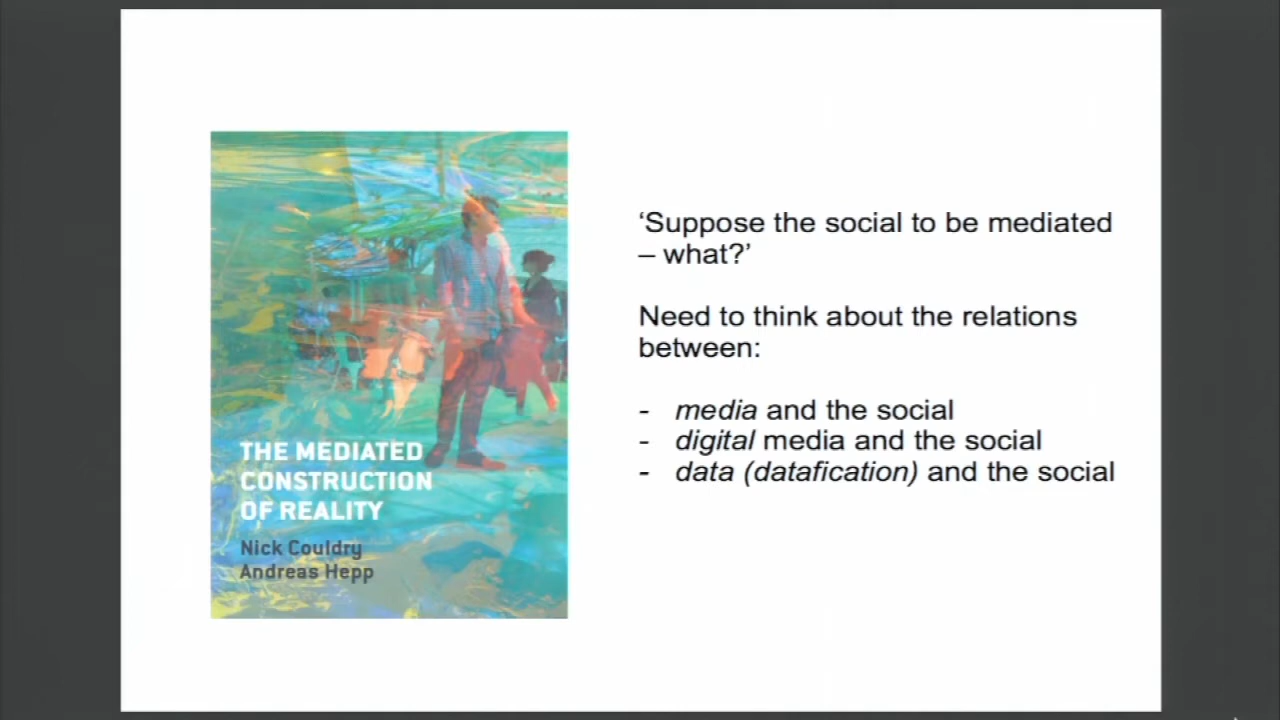 THE MEDIATED
CONSTRUCTION
OF REALITY
Nick Couldry
Andreas Hepp
‘Suppose the social to be mediated
– what?’
Need to think about the relations
between:
- media and the social
- digital media and the social
- data (datafication) and the social